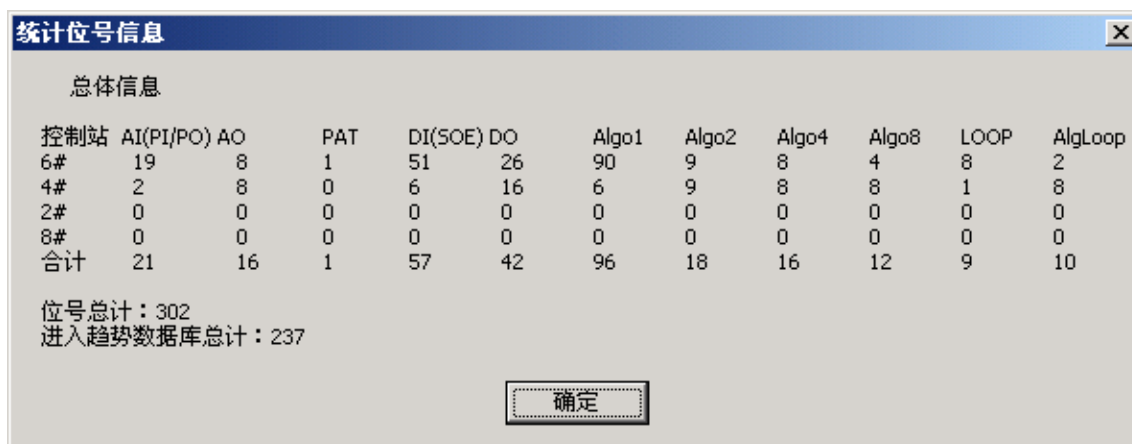 统计位号信息
总体信息
控制站 AI(PI/PO) AO PAT DI(SOE) DO Algo1 Algo2 Algo4 Algo8 LOOP AlgLoop
6# 19 8 1 51 26 90 9 8 4 8 2
4# 2 8 0 6 16 6 9 8 8 1 8
2# 0 0 0 0 0 0 0 0 0 0 0
8# 0 0 0 0 0 0 0 0 0 0 0
合计 21 16 1 57 42 96 18 16 12 9 10
位号总计：302
进入趋势数据库总计：237
确定